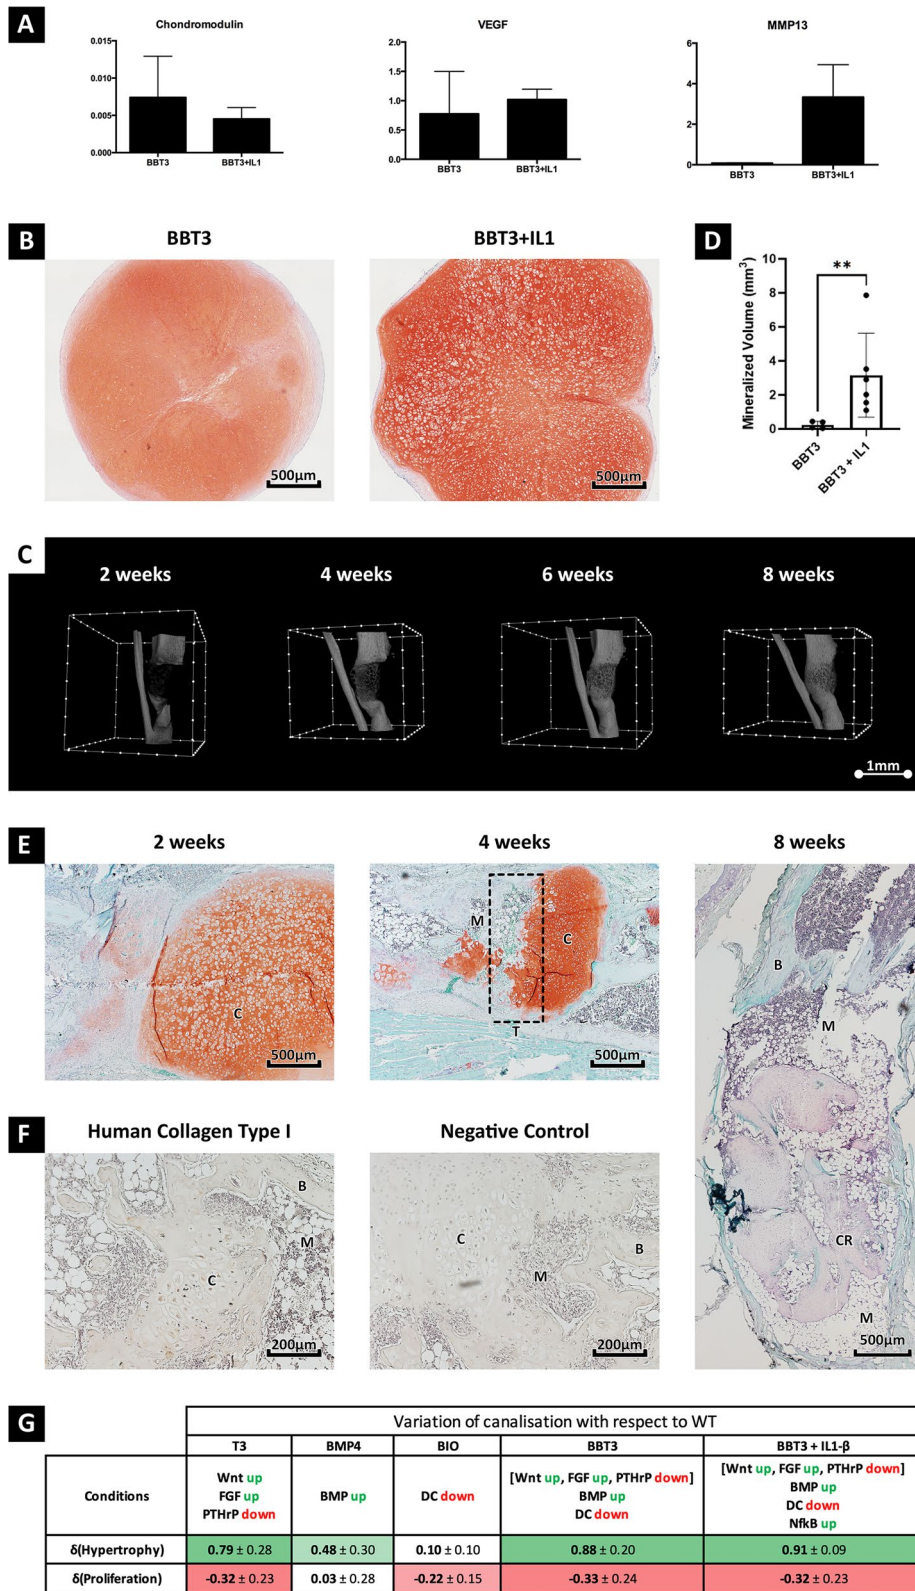 A
Chondromodulin
0.015
0.010
0.005
0.000
BBT3
BBT3+IL1
VEGF
2.0
1.5
1.0
0.5
0.0
BBT3
BBT3+IL1
MMP13
6
4
2
0
BBT3
BBT3+IL1
B
BBT3
500µm
BBT3+IL1
500µm
D
Mineralized Volume (mm³)
10
8
6
4
2
0
**
BBT3
BBT3 + IL1
C
2 weeks
4 weeks
6 weeks
8 weeks
1mm
E
2 weeks
C
500µm
4 weeks
M
C
T
500µm
8 weeks
B
M
CR
M
500µm
F
Human Collagen Type I
B
M
C
200µm
Negative Control
C
B
M
200µm
G
Variation of canalisation with respect to WT
T3 BMP4 BIO BBT3 BBT3 + IL1-β
Conditions
Wnt up
FGF up
PTHrP down
BMP up
DC down
[Wnt up, FGF up, PTHrP down]
BMP up
DC down
[Wnt up, FGF up, PTHrP down]
BMP up
DC down
NfkB up
δ(Hypertrophy) 0.79 ± 0.28 0.48 ± 0.30 0.10 ± 0.10 0.88 ± 0.20 0.91 ± 0.09
δ(Proliferation) -0.32 ± 0.23 0.03 ± 0.28 -0.22 ± 0.15 -0.33 ± 0.24 -0.32 ± 0.23